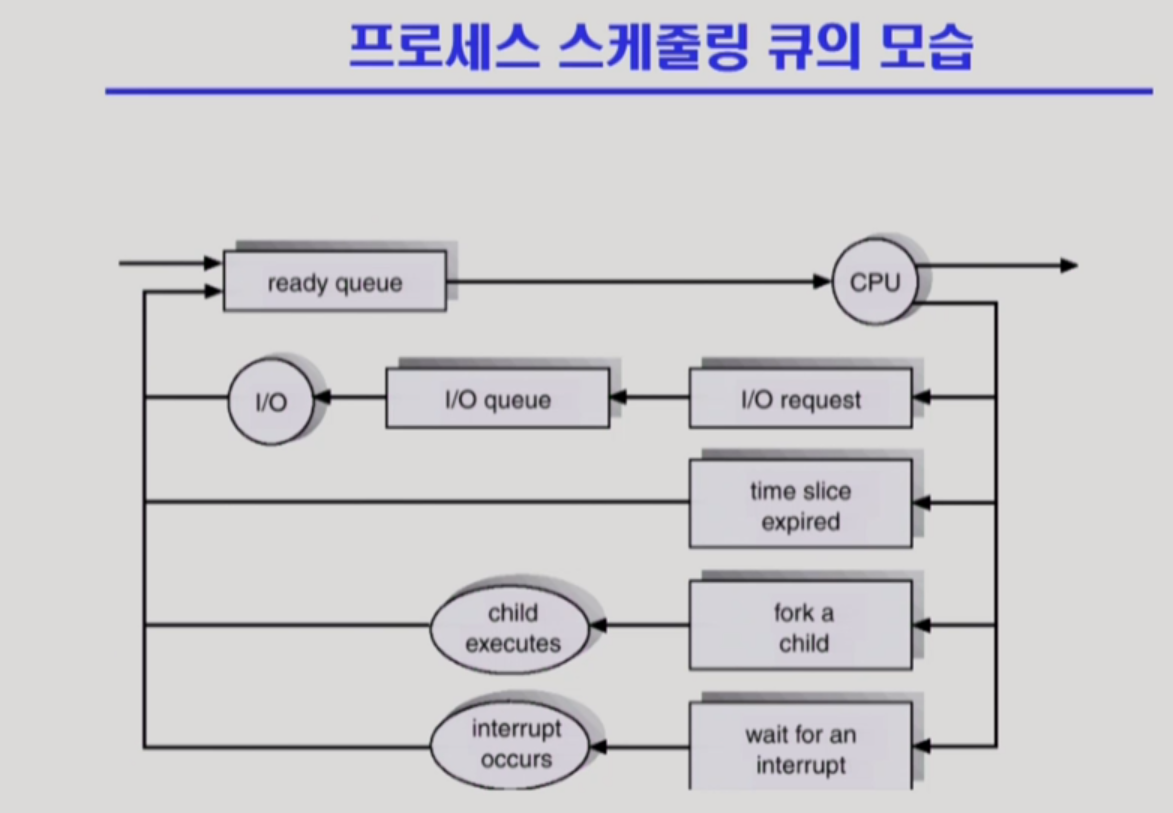 프로세스 스케줄링 큐의 모습
ready queue
CPU
I/O
I/O queue
I/O request
time slice
expired
child
executes
fork a
child
interrupt
occurs
wait for an
interrupt